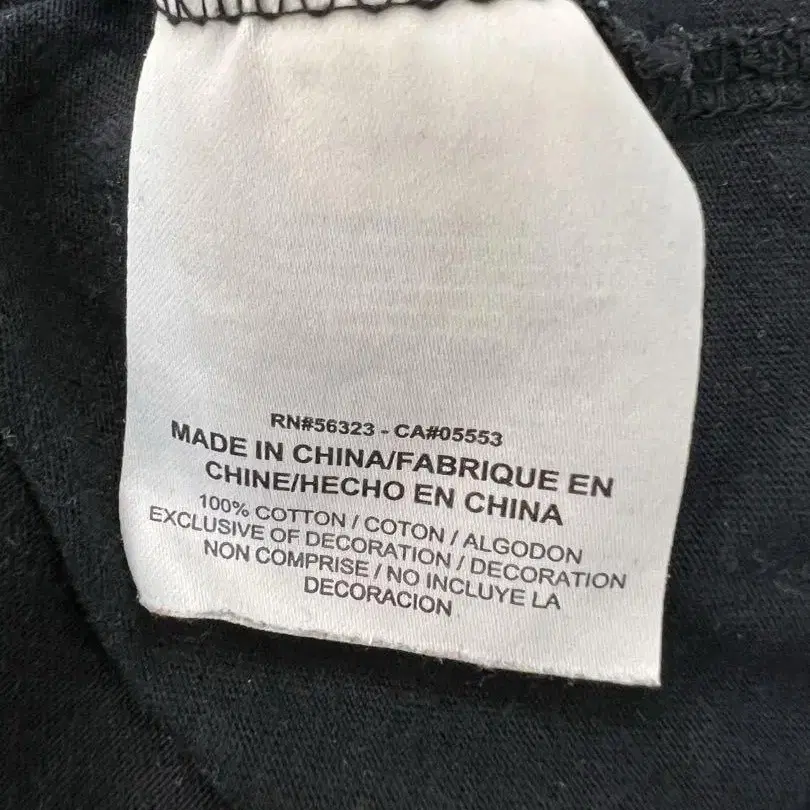 RN#56323 - CA#05553
MADE IN CHINA/FABRIQUE EN
CHINE/HECHO EN CHINA
100% COTTON / COTON / ALGODON
EXCLUSIVE OF DECORATION / DECORATION
NON COMPRISE / NO INCLUYE LA
DECORACION